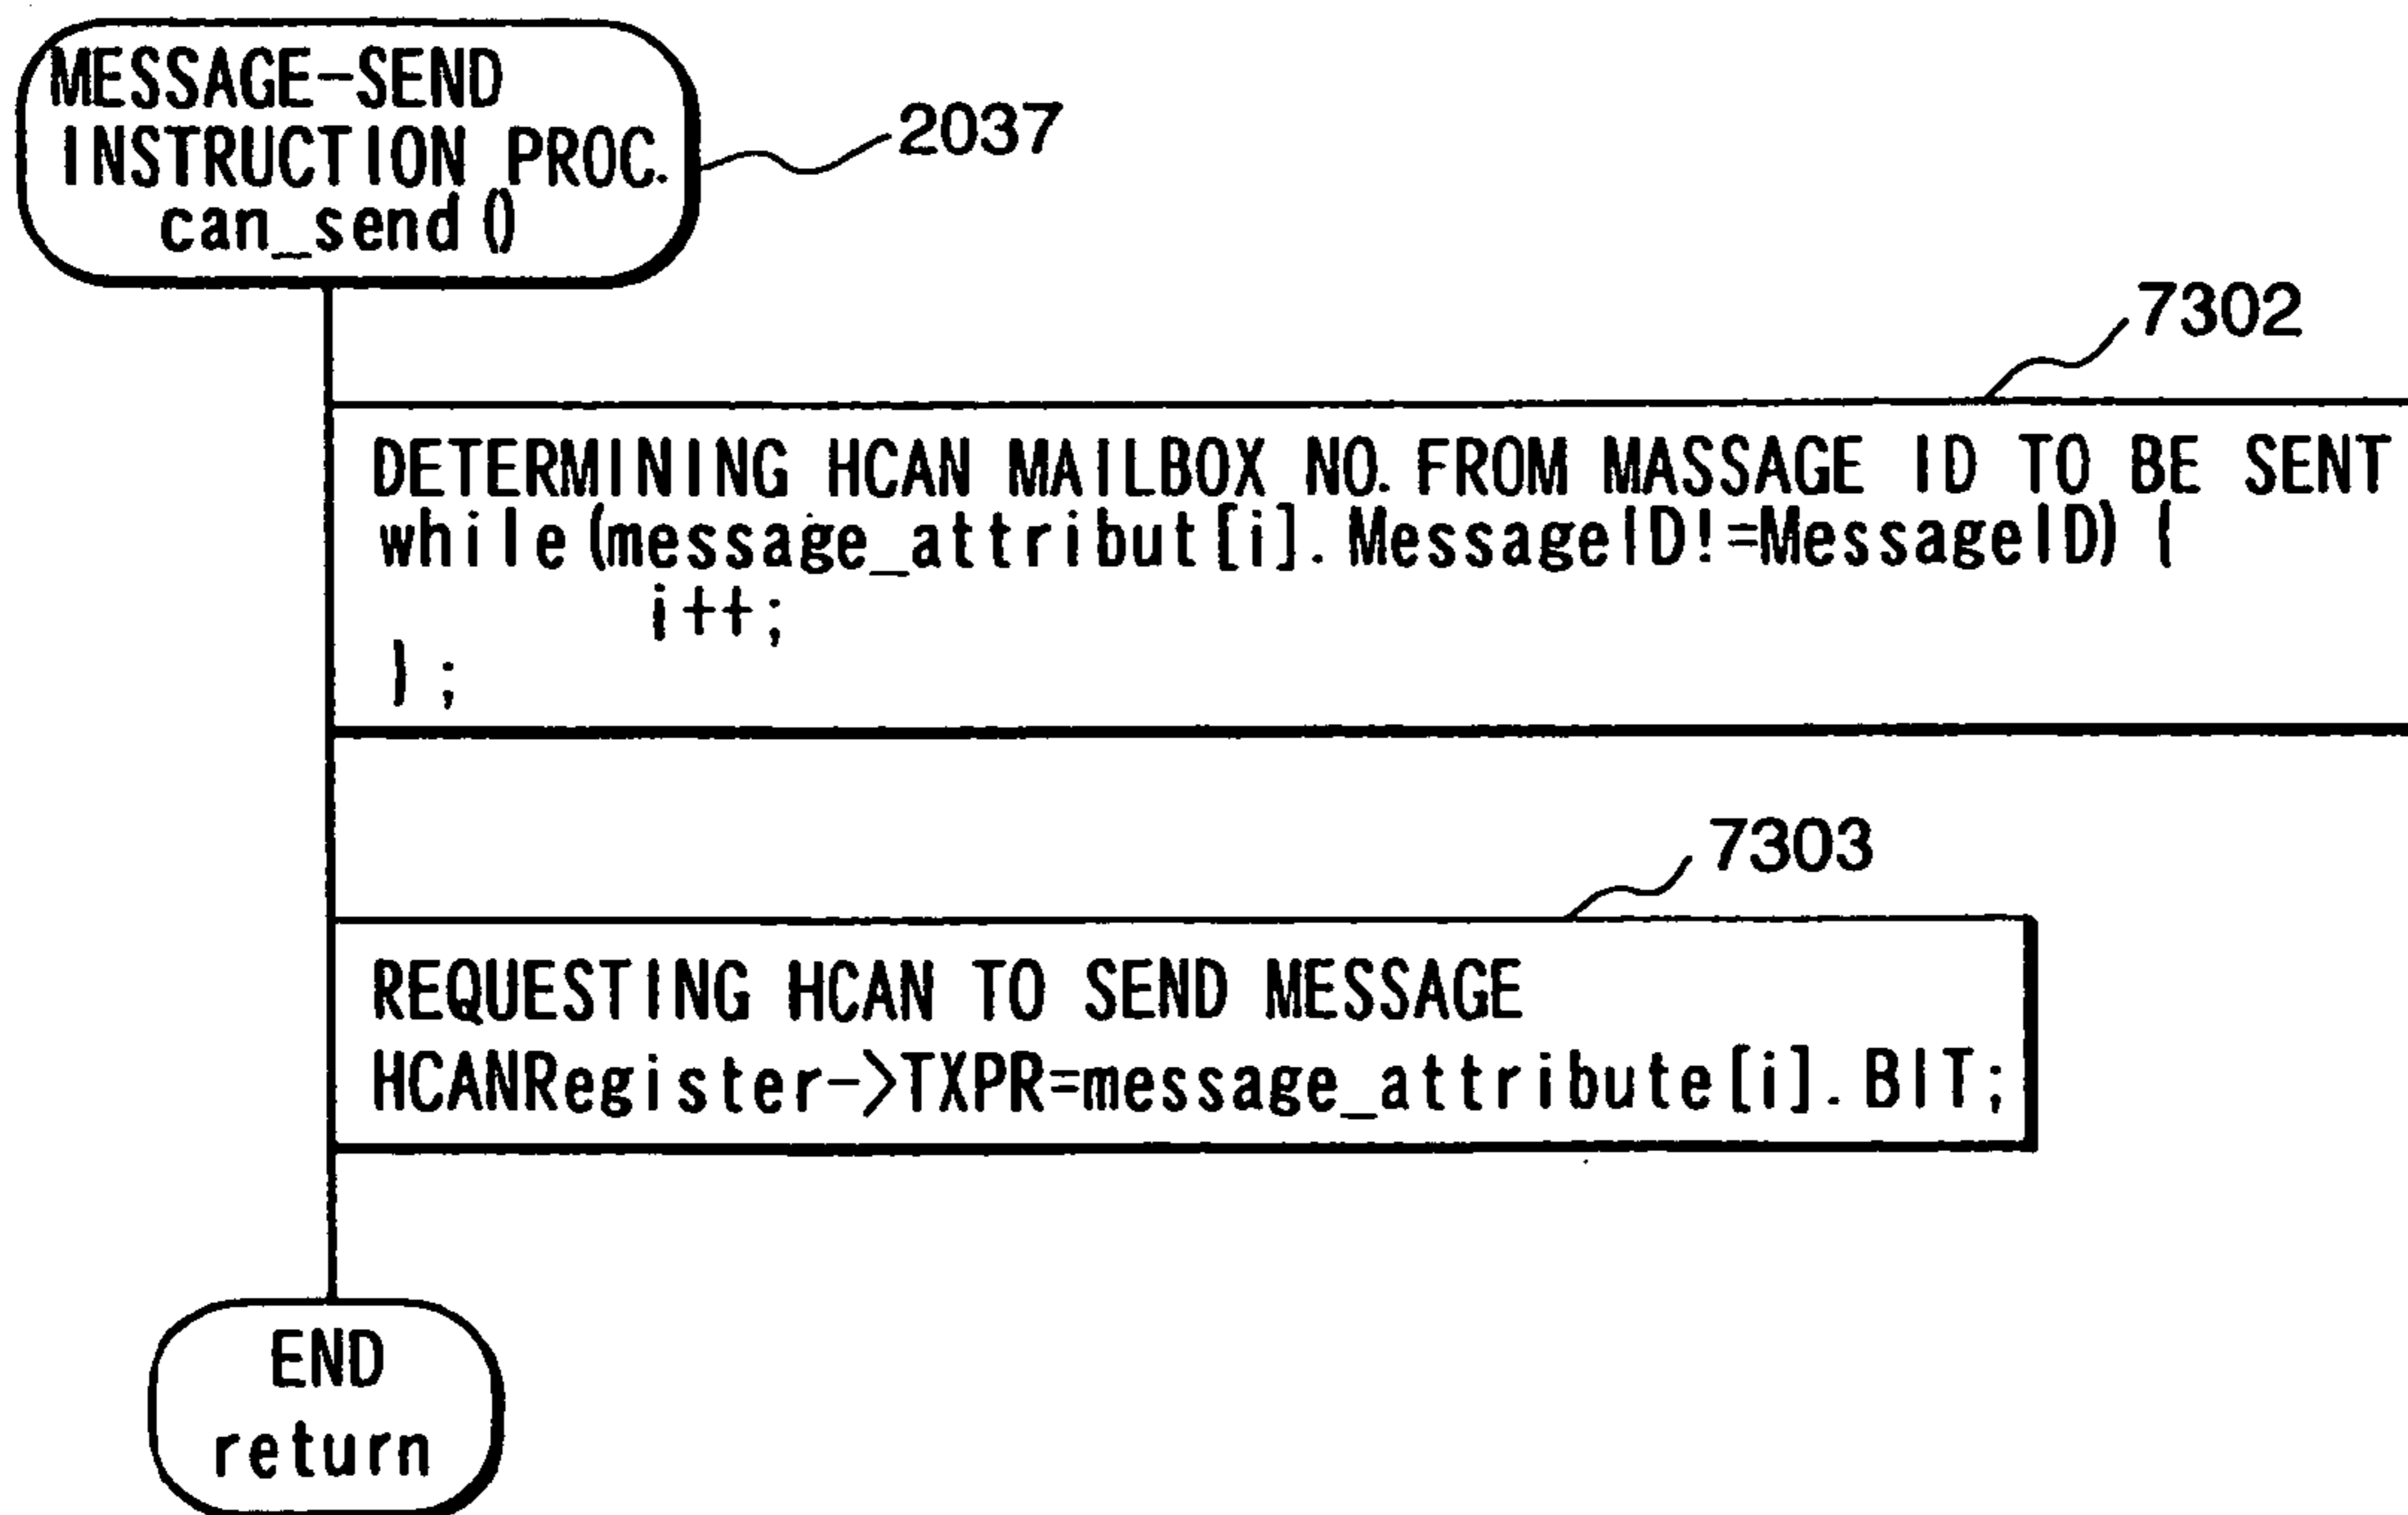 MESSAGE-SEND
INSTRUCTION PROC.
can_send()
2037
7302
DETERMINING HCAN MAILBOX NO. FROM MASSAGE ID TO BE SENT
while(message_attribut[i].MessageID!=MessageID) {
i++;
};
7303
REQUESTING HCAN TO SEND MESSAGE
HCANRegister->TXPR=message_attribute[i].BIT;
END
return